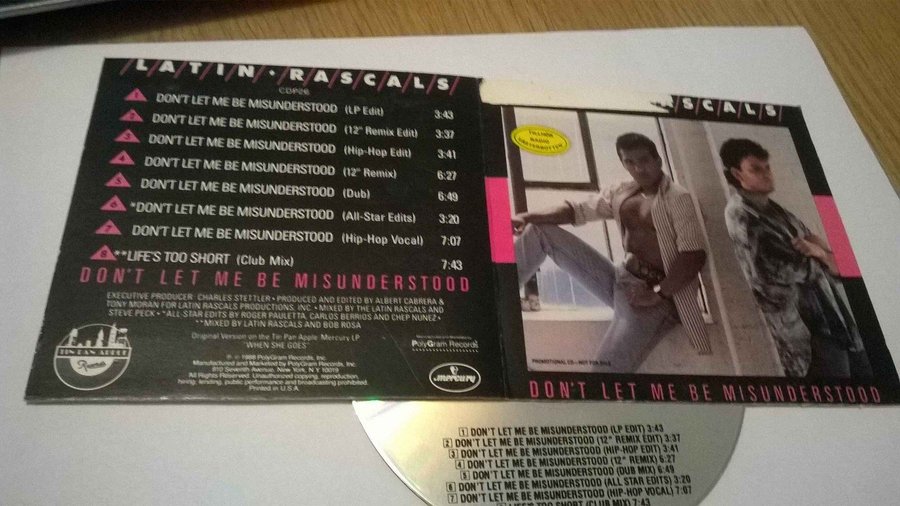 LATIN·RASCALS
CDP26
1 DON'T LET ME BE MISUNDERSTOOD (LP Edit) 3:43
2 DON'T LET ME BE MISUNDERSTOOD (12" Remix Edit) 3:37
3 DON'T LET ME BE MISUNDERSTOOD (Hip-Hop Edit) 3:41
4 DON'T LET ME BE MISUNDERSTOOD (12" Remix) 6:27
5 DON'T LET ME BE MISUNDERSTOOD (Dub) 6:49
6 *DON'T LET ME BE MISUNDERSTOOD (All-Star Edits) 3:20
7 DON'T LET ME BE MISUNDERSTOOD (Hip-Hop Vocal) 7:07
8 **LIFE'S TOO SHORT (Club Mix) 7:43
DON'T LET ME BE MISUNDERSTOOD
EXECUTIVE PRODUCER CHARLES STETTLER • PRODUCED AND EDITED BY ALBERT CABRERA &
TONY MORAN FOR LATIN RASCALS PRODUCTIONS, INC. • MIXED BY THE LATIN RASCALS AND
STEVE PECK • *ALL-STAR EDITS BY ROGER PAULETTA, CARLOS BERRIOS AND CHEP NUNEZ •
**MIXED BY LATIN RASCALS AND BOB ROSA
Original Version on the Tin Pan Apple/Mercury LP
"WHEN SHE GOES"
℗ © 1988 PolyGram Records, Inc.
Manufactured and Marketed by PolyGram Records, Inc.
810 Seventh Avenue, New York, N.Y. 10019
All Rights Reserved. Unauthorized copying, reproduction,
hiring, lending, public performance and broadcasting prohibited.
Printed in U.S.A.
TIN PAN APPLE
Records
PolyGram Records
mercury
SCALS
TILLHÖR
RADIO
PROMOTIONAL CD—NOT FOR SALE
DON'T LET ME BE MISUNDERSTOOD
1 DON'T LET ME BE MISUNDERSTOOD (LP EDIT) 3:43
2 DON'T LET ME BE MISUNDERSTOOD (12" REMIX EDIT) 3:37
3 DON'T LET ME BE MISUNDERSTOOD (HIP-HOP EDIT) 3:41
4 DON'T LET ME BE MISUNDERSTOOD (12" REMIX) 6:27
5 DON'T LET ME BE MISUNDERSTOOD (DUB MIX) 6:49
6 DON'T LET ME BE MISUNDERSTOOD (ALL STAR EDITS) 3:20
7 DON'T LET ME BE MISUNDERSTOOD (HIP-HOP VOCAL) 7:07
LIFE'S TOO SHORT (CLUB MIX) 7:43